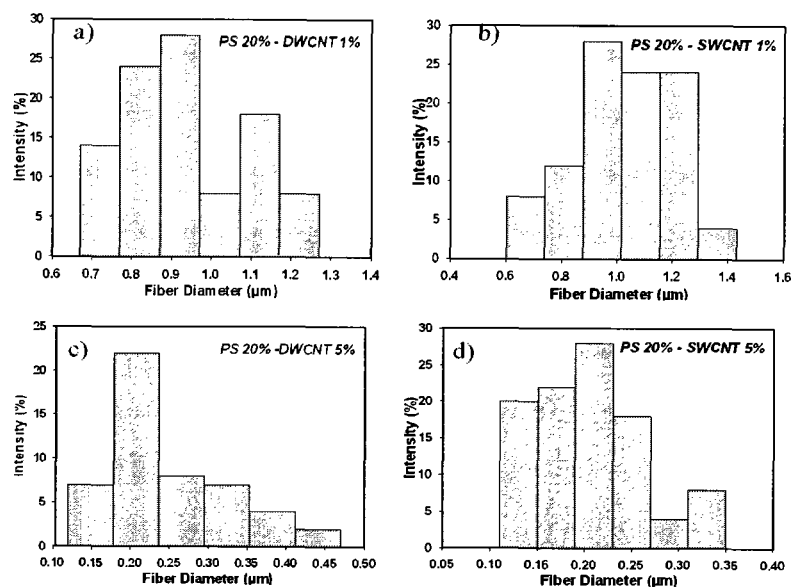 a)
PS 20% - DWCNT 1%
Intensity (%)
30
25
20
15
10
5
0
0.6 0.7 0.8 0.9 1.0 1.1 1.2 1.3 1.4
Fiber Diameter (µm)
b)
PS 20% - SWCNT 1%
Intensity (%)
30
25
20
15
10
5
0
0.4 0.6 0.8 1.0 1.2 1.4 1.6
Fiber Diameter (µm)
c)
PS 20% -DWCNT 5%
Intensity (%)
25
20
15
10
5
0
0.10 0.15 0.20 0.25 0.30 0.35 0.40 0.45 0.50
Fiber Diameter (µm)
d)
PS 20% - SWCNT 5%
Intensity (%)
30
25
20
15
10
5
0
0.05 0.10 0.15 0.20 0.25 0.30 0.35 0.40
Fiber Diameter (µm)